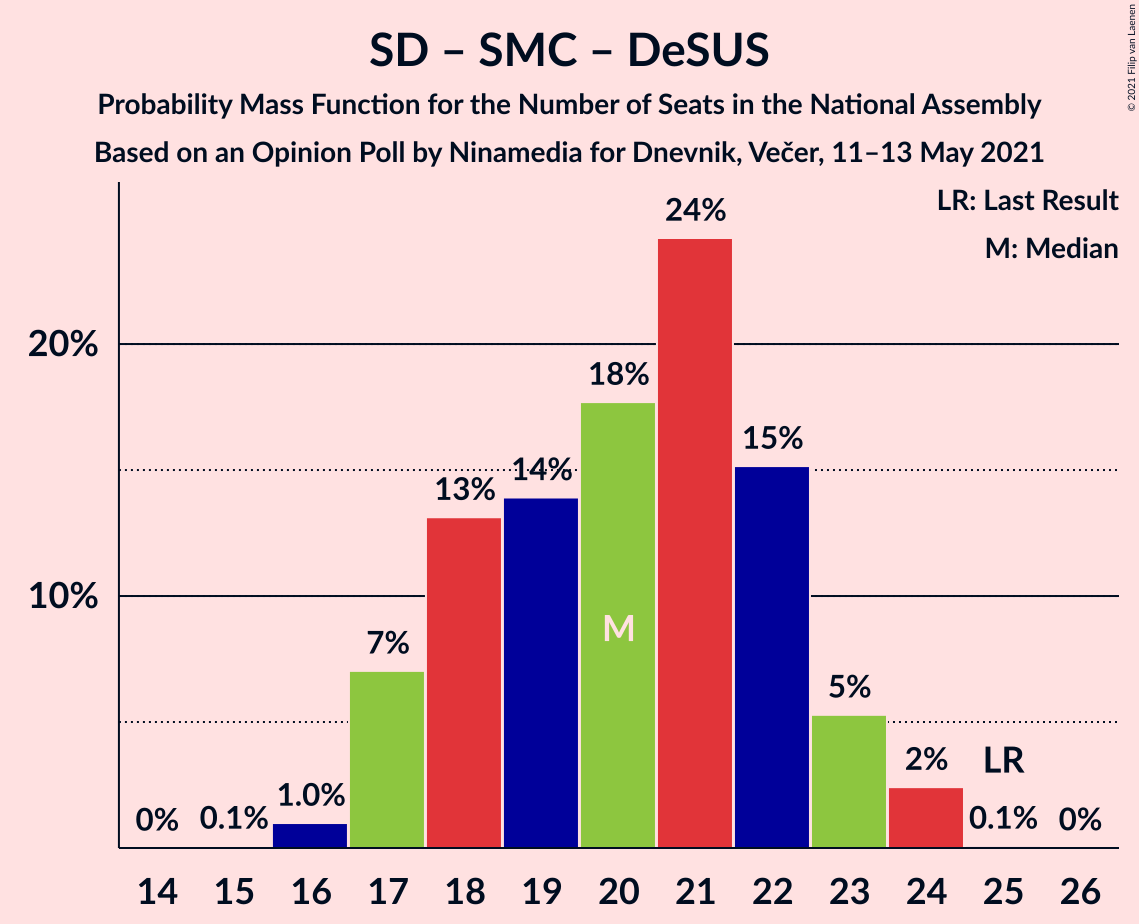 © 2021 Filip van Laenen
SD – SMC – DeSUS
Probability Mass Function for the Number of Seats in the National Assembly
Based on an Opinion Poll by Ninamedia for Dnevnik, Večer, 11–13 May 2021
LR: Last Result
M: Median
24%
20%
18%
15%
14%
13%
10%
M
7%
5%
2%
LR
1.0%
0%
0.1%
0.1%
0%
14 15 16 17 18 19 20 21 22 23 24 25 26